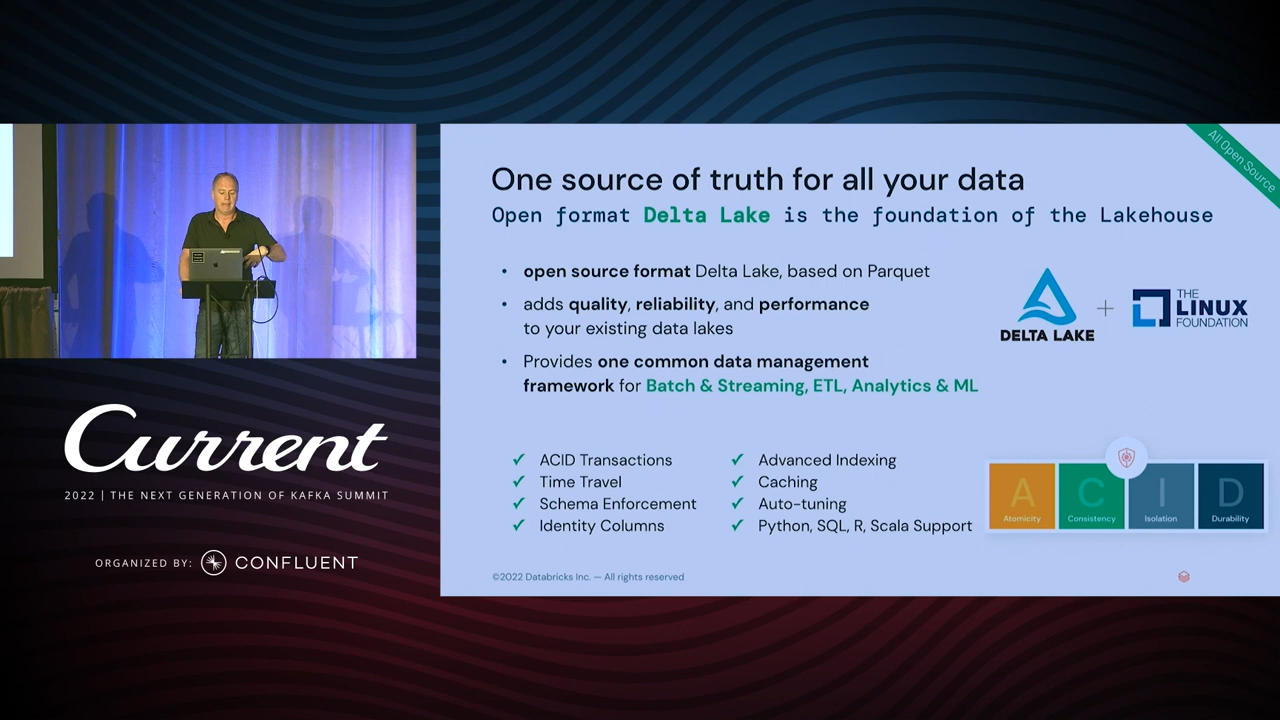 All Open Source
One source of truth for all your data
Open format Delta Lake is the foundation of the Lakehouse
• open source format Delta Lake, based on Parquet
• adds quality, reliability, and performance
to your existing data lakes
• Provides one common data management
framework for Batch & Streaming, ETL, Analytics & ML
DELTA LAKE
+
THE
LINUX
FOUNDATION
✓ ACID Transactions
✓ Time Travel
✓ Schema Enforcement
✓ Identity Columns
✓ Advanced Indexing
✓ Caching
✓ Auto-tuning
✓ Python, SQL, R, Scala Support
A C I D
Atomicity Consistency Isolation Durability
©2022 Databricks Inc. — All rights reserved
Current
2022 | THE NEXT GENERATION OF KAFKA SUMMIT
ORGANIZED BY: CONFLUENT